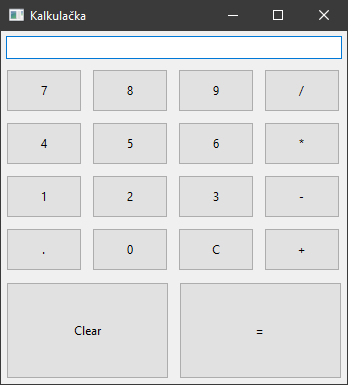 Kalkulačka
7 8 9 /
4 5 6 *
1 2 3 -
. 0 C +
Clear =